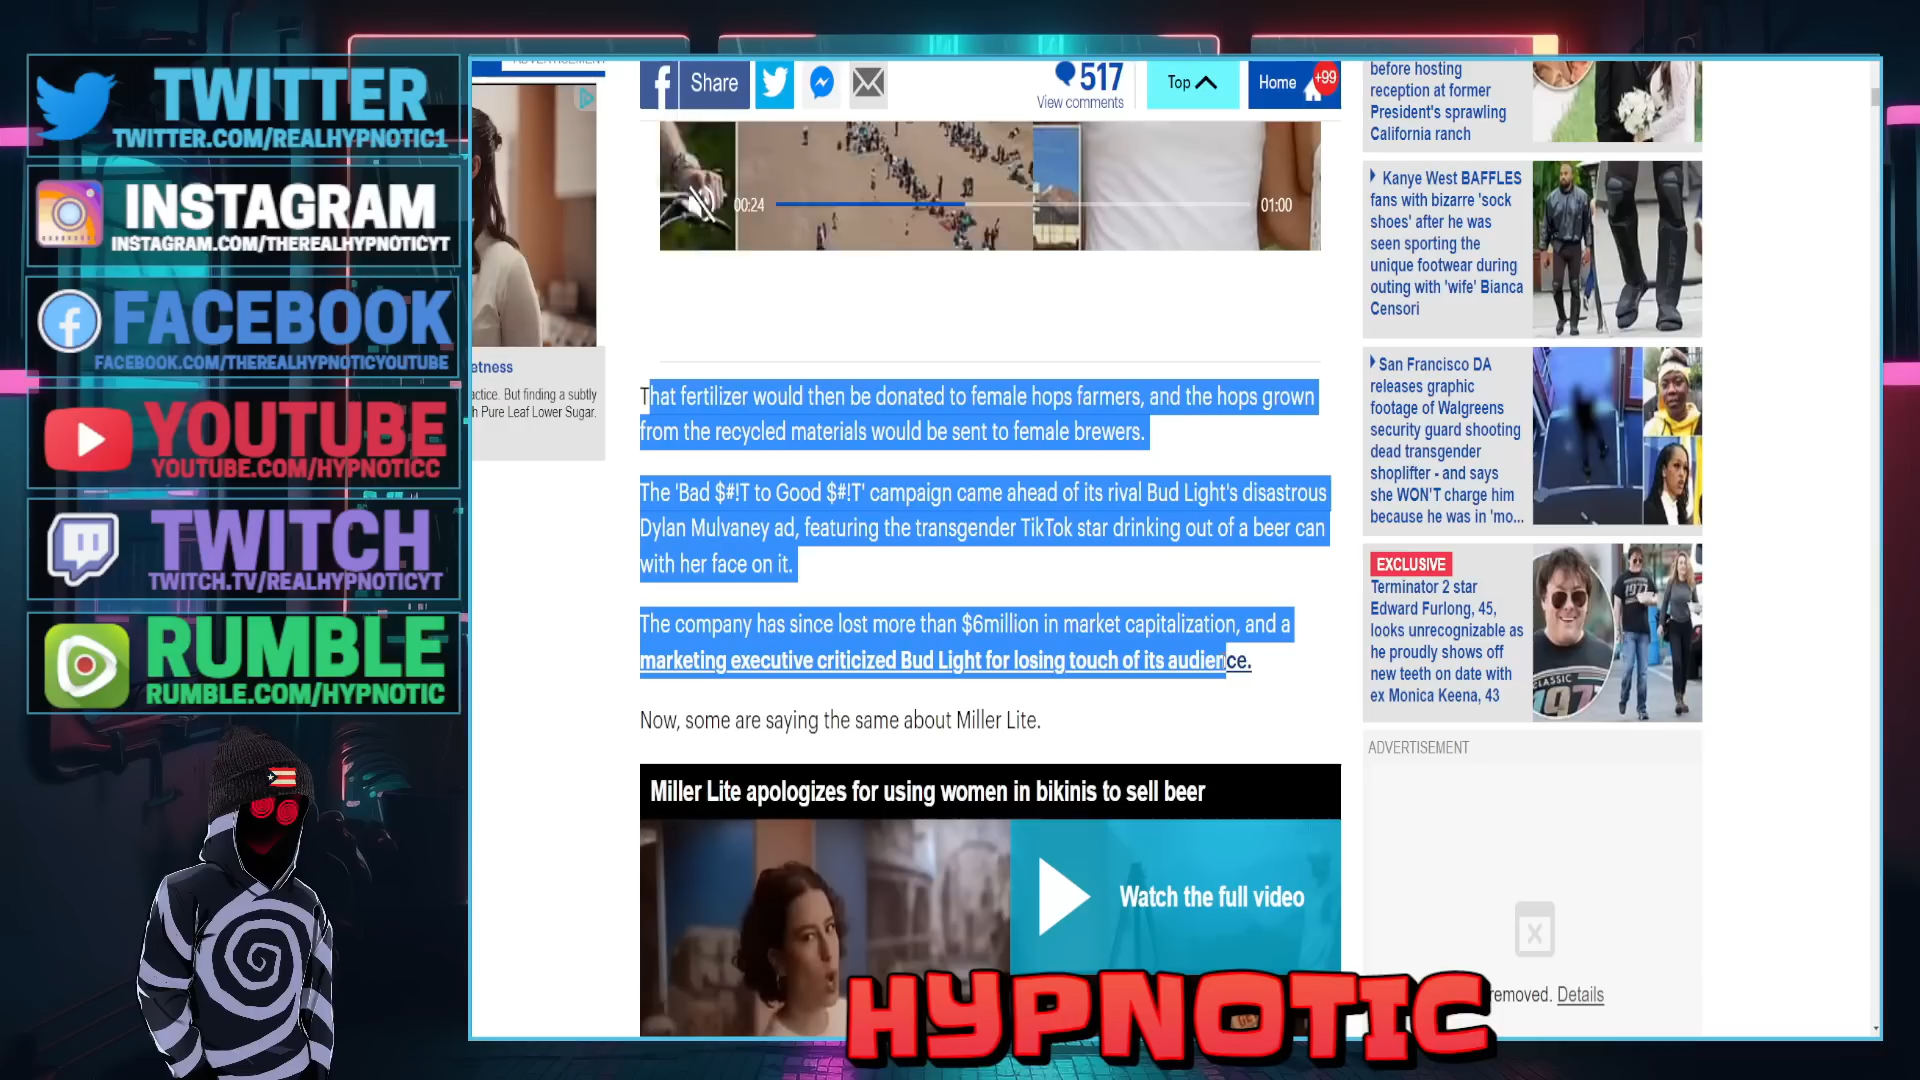 TWITTER
TWITTER.COM/REALHYPNOTIC1
INSTAGRAM
INSTAGRAM.COM/THEREALHYPNOTICYT
FACEBOOK
FACEBOOK.COM/THEREALHYPNOTICYOUTUBE
YOUTUBE
YOUTUBE.COM/HYPNOTICC
TWITCH
TWITCH.TV/REALHYPNOTICYT
RUMBLE
RUMBLE.COM/HYPNOTIC
etness
actice. But finding a subtly
h Pure Leaf Lower Sugar.
Share
517
View comments
Top
Home
+99
00:24
01:00
That fertilizer would then be donated to female hops farmers, and the hops grown
from the recycled materials would be sent to female brewers.
The 'Bad $#!T to Good $#!T' campaign came ahead of its rival Bud Light's disastrous
Dylan Mulvaney ad, featuring the transgender TikTok star drinking out of a beer can
with her face on it.
The company has since lost more than $6million in market capitalization, and a
marketing executive criticized Bud Light for losing touch of its audience.
Now, some are saying the same about Miller Lite.
Miller Lite apologizes for using women in bikinis to sell beer
Watch the full video
before hosting
reception at former
President's sprawling
California ranch
Kanye West BAFFLES
fans with bizarre 'sock
shoes' after he was
seen sporting the
unique footwear during
outing with 'wife' Bianca
Censori
San Francisco DA
releases graphic
footage of Walgreens
security guard shooting
dead transgender
shoplifter - and says
she WON'T charge him
because he was in 'mo...
EXCLUSIVE
Terminator 2 star
Edward Furlong, 45,
looks unrecognizable as
he proudly shows off
new teeth on date with
ex Monica Keena, 43
CLASSIC
1977
ADVERTISEMENT
removed. Details
HYPNOTIC